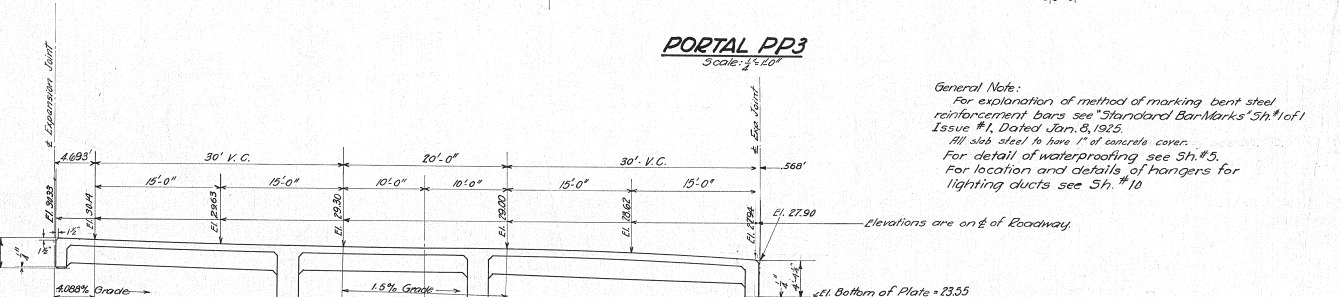 PORTAL PP3
Scale: ¼"=1'-0"
℄ Expansion Joint
℄ Exp. Joint
General Note:
For explanation of method of marking bent steel
reinforcement bars see "Standard Bar Marks" Sh.#1of1
Issue #1, Dated Jan. 8, 1925.
All slab steel to have 1" of concrete cover.
For detail of waterproofing see Sh.#5.
For location and details of hangers for
lighting ducts see Sh. #10
4.693'
30' V.C.
20'-0"
30'- V.C.
.568'
15'-0"
15'-0"
10'-0"
10'-0"
15'-0"
15'-0"
El. 30.33
El. 30.14
El. 29.63
El. 29.30
El. 29.00
El. 28.62
El. 27.94
El. 27.90
Elevations are on ℄ of Roadway.
1½"
1½"
4.088% Grade
1.5% Grade
El. Bottom of Plate = 23.55